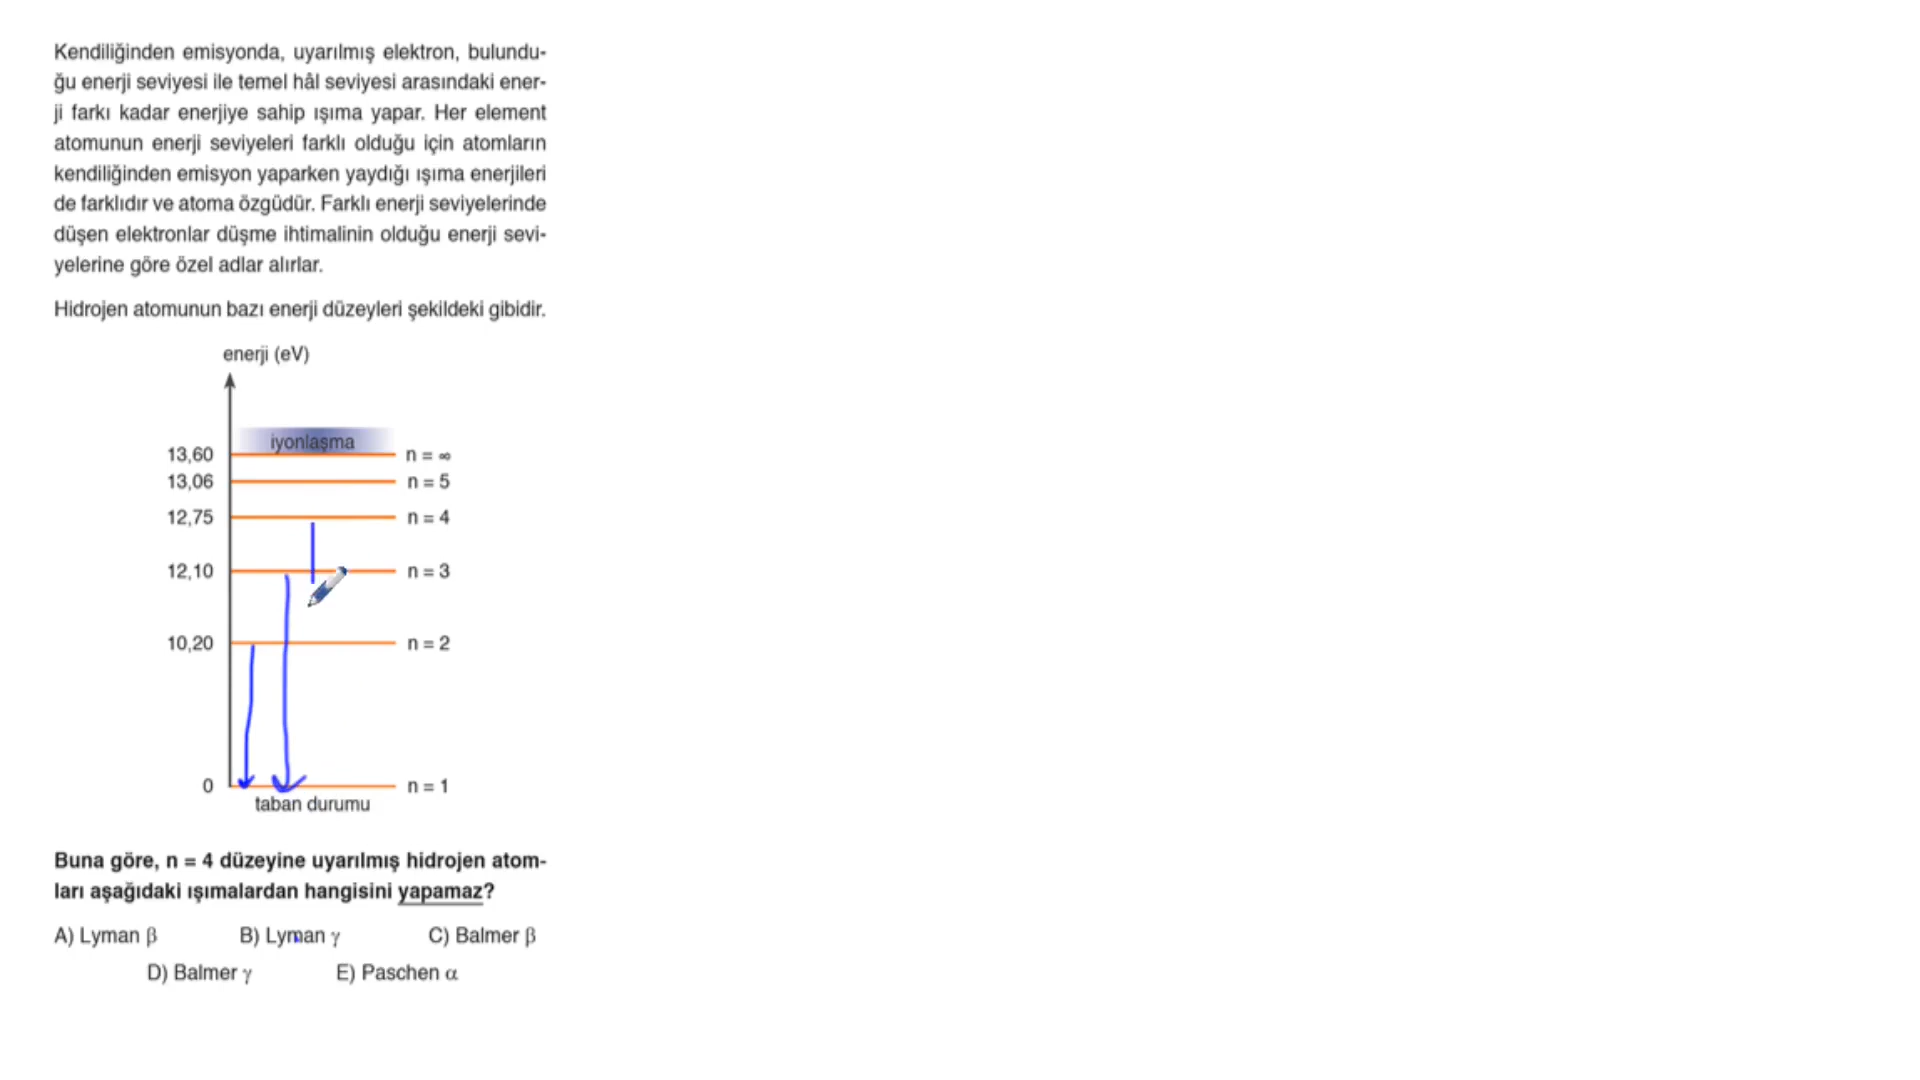 Kendiliğinden emisyonda, uyarılmış elektron, bulundu-
ğu enerji seviyesi ile temel hâl seviyesi arasındaki ener-
ji farkı kadar enerjiye sahip ışıma yapar. Her element
atomunun enerji seviyeleri farklı olduğu için atomların
kendiliğinden emisyon yaparken yaydığı ışıma enerjileri
de farklıdır ve atoma özgüdür. Farklı enerji seviyelerinde
düşen elektronlar düşme ihtimalinin olduğu enerji sevi-
yelerine göre özel adlar alırlar.
Hidrojen atomunun bazı enerji düzeyleri şekildeki gibidir.
enerji (eV)
iyonlaşma
13,60 n = ∞
13,06 n = 5
12,75 n = 4
12,10 n = 3
10,20 n = 2
0 n = 1
taban durumu
Buna göre, n = 4 düzeyine uyarılmış hidrojen atom-
ları aşağıdaki ışımalardan hangisini yapamaz?
A) Lyman β B) Lyman γ C) Balmer β
D) Balmer γ E) Paschen α